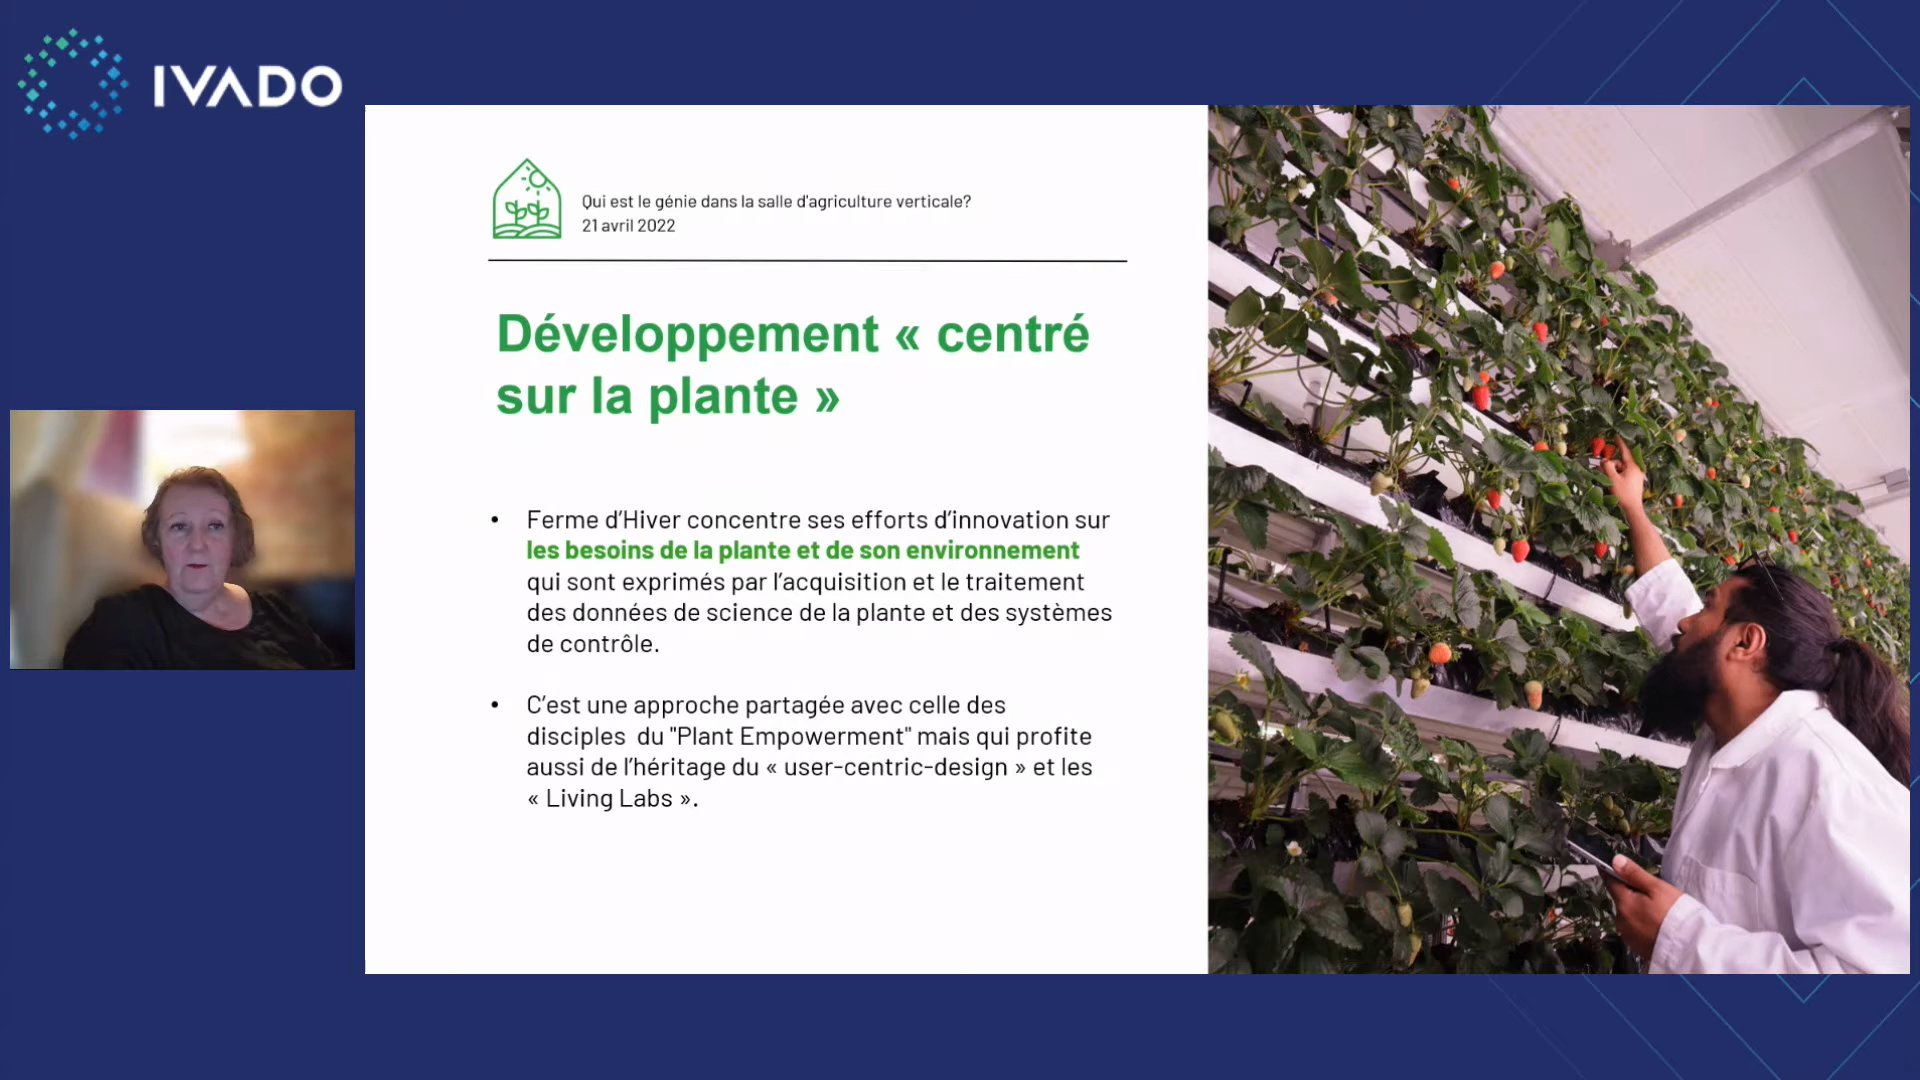 IVADO
Qui est le génie dans la salle d'agriculture verticale?
21 avril 2022
Développement « centré
sur la plante »
• Ferme d’Hiver concentre ses efforts d’innovation sur
les besoins de la plante et de son environnement
qui sont exprimés par l’acquisition et le traitement
des données de science de la plante et des systèmes
de contrôle.
• C’est une approche partagée avec celle des
disciples du "Plant Empowerment" mais qui profite
aussi de l’héritage du « user-centric-design » et les
« Living Labs ».